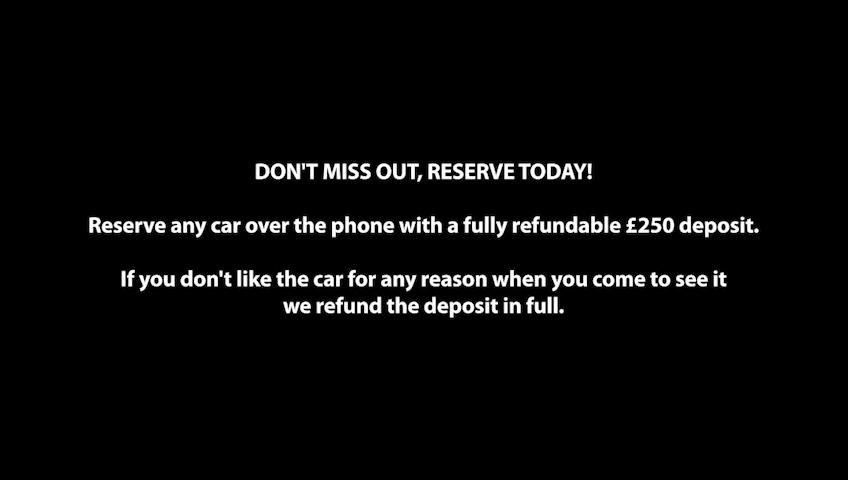 DON'T MISS OUT, RESERVE TODAY!
Reserve any car over the phone with a fully refundable £250 deposit.
If you don't like the car for any reason when you come to see it
we refund the deposit in full.